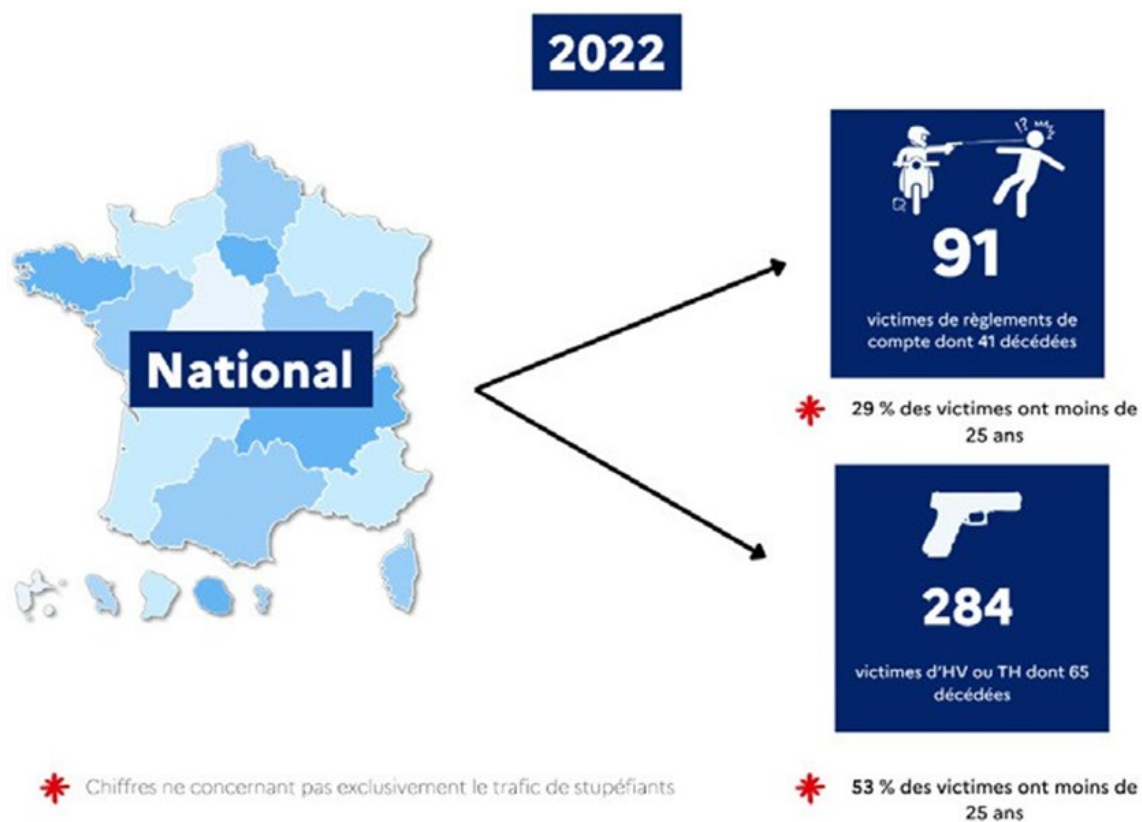 2022
National
!?
91
victimes de règlements de
compte dont 41 décédées
29 % des victimes ont moins de
25 ans
284
victimes d'HV ou TH dont 65
décédées
53 % des victimes ont moins de
25 ans
Chiffres ne concernant pas exclusivement le trafic de stupéfiants